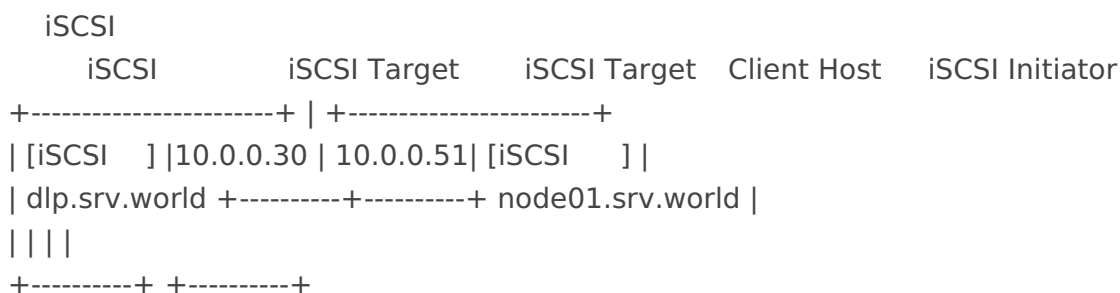 iSCSI
iSCSI iSCSI Target iSCSI Target Client Host iSCSI Initiator
+------------------------+ | +------------------------+
| [iSCSI ] |10.0.0.30 | 10.0.0.51| [iSCSI ] |
| dlp.srv.world +----------+----------+ node01.srv.world |
| | | |
+----------+ +----------+